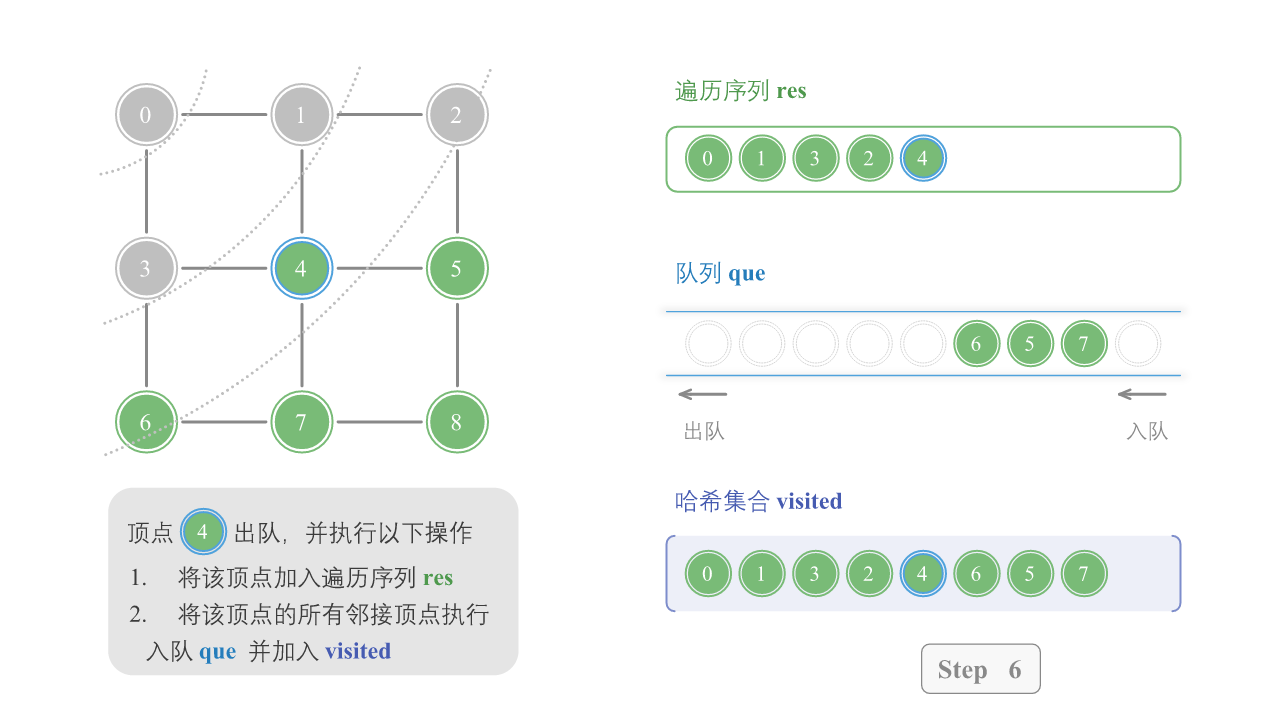 0 1 2
3 4 5
6 7 8
顶点 4 出队，并执行以下操作
1. 将该顶点加入遍历序列 res
2. 将该顶点的所有邻接顶点执行
入队 que 并加入 visited
遍历序列 res
0 1 3 2 4
队列 que
6 5 7
出队 入队
哈希集合 visited
0 1 3 2 4 6 5 7
Step 6